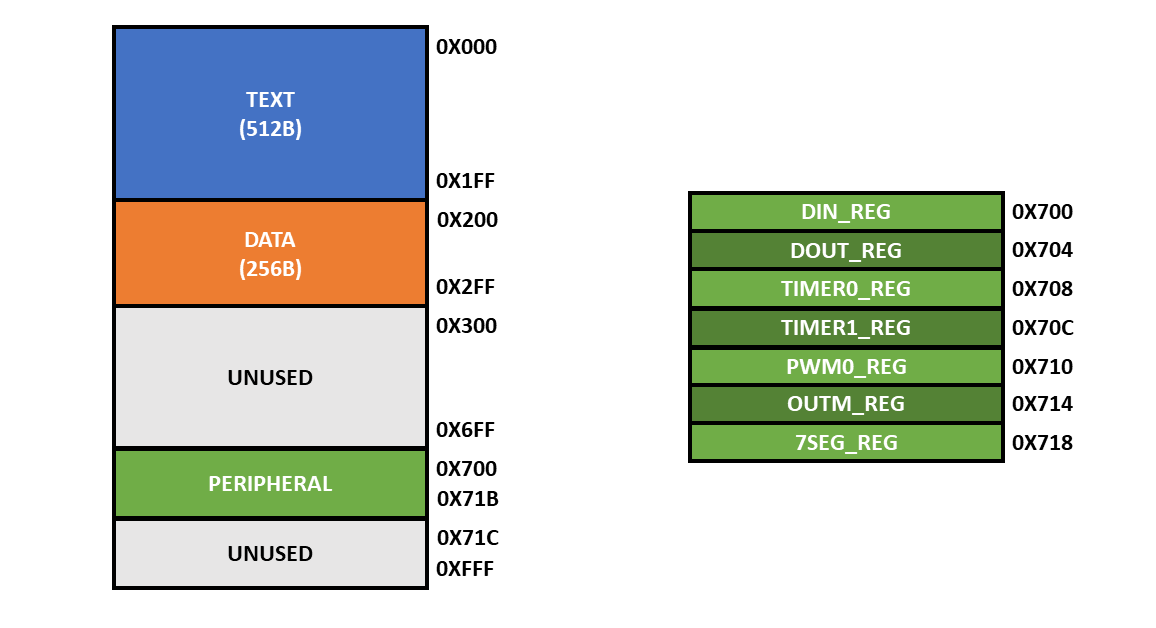 0X000
TEXT
(512B)
0X1FF
0X200
DATA
(256B)
0X2FF
0X300
UNUSED
0X6FF
0X700
PERIPHERAL
0X71B
0X71C
UNUSED
0XFFF
DIN_REG 0X700
DOUT_REG 0X704
TIMER0_REG 0X708
TIMER1_REG 0X70C
PWM0_REG 0X710
OUTM_REG 0X714
7SEG_REG 0X718